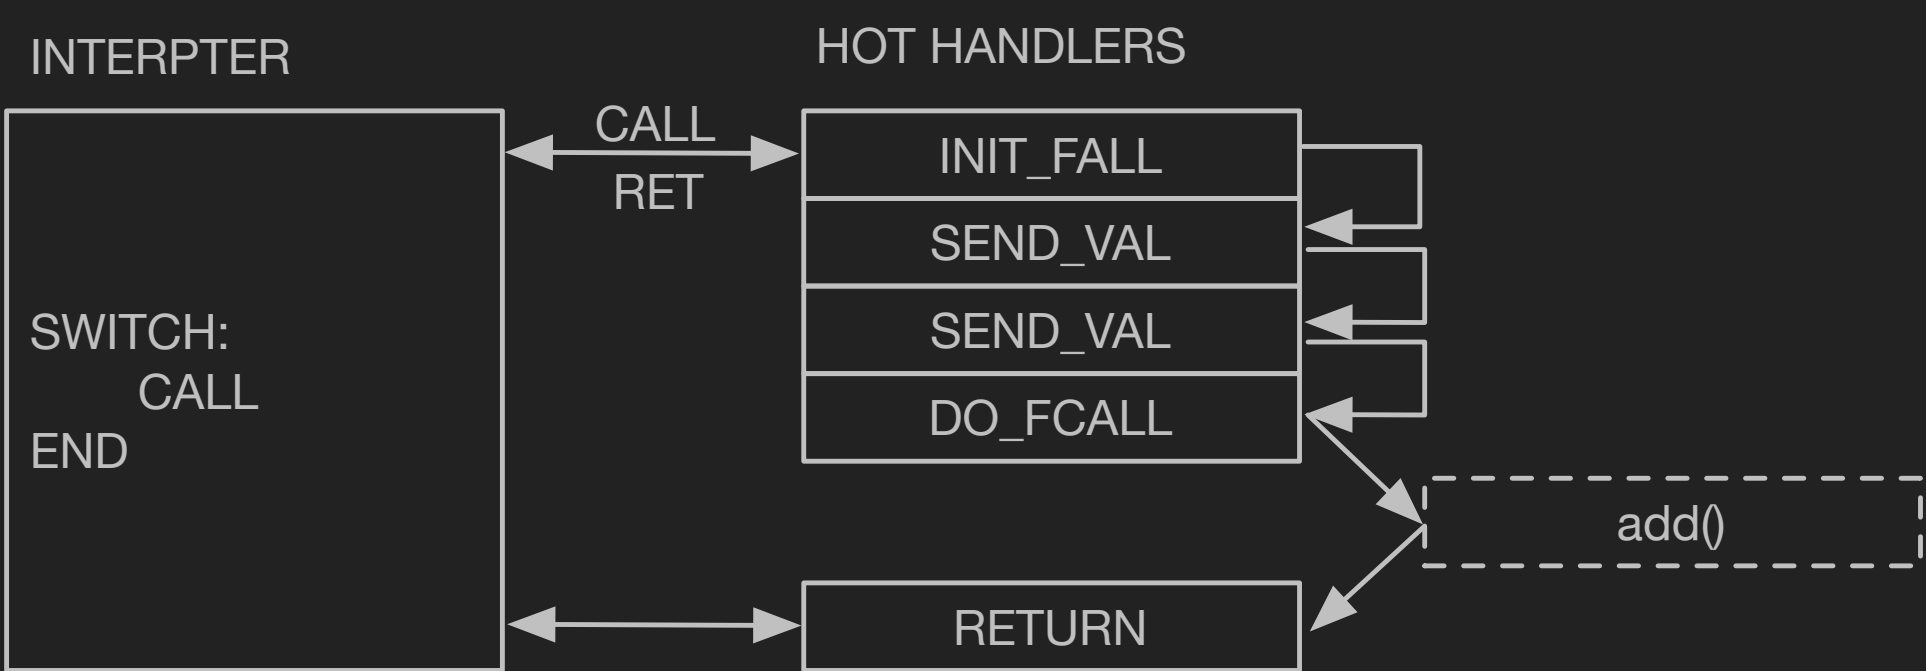 INTERPTER
HOT HANDLERS
CALL
RET
INIT_FALL
SEND_VAL
SEND_VAL
DO_FCALL
SWITCH:
CALL
END
add()
RETURN